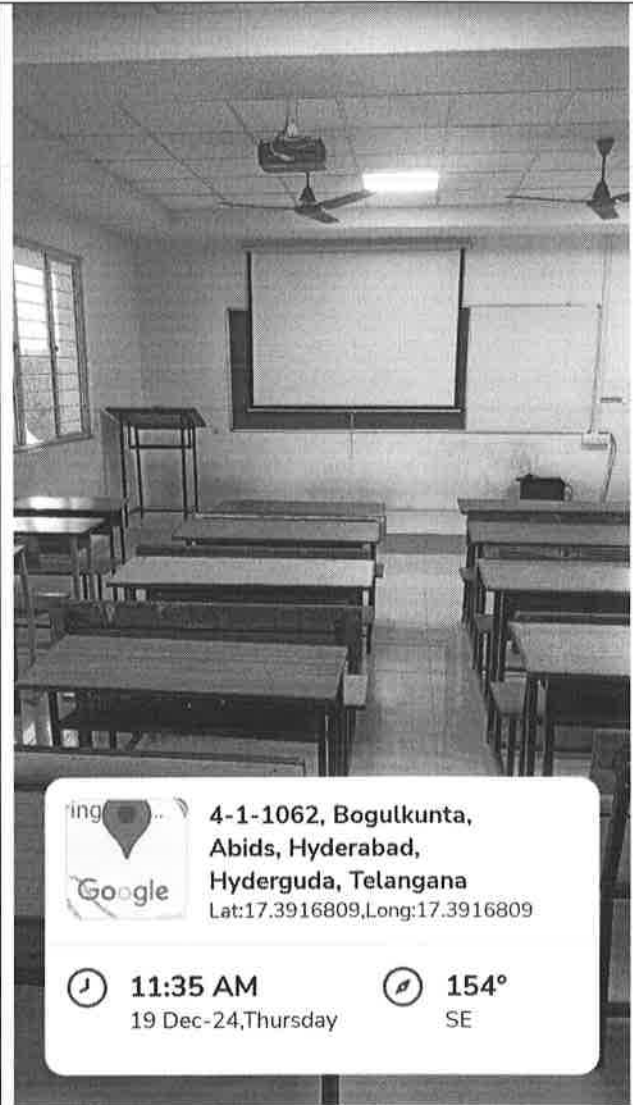 ring
Google
4-1-1062, Bogulkunta,
Abids, Hyderabad,
Hyderguda, Telangana
Lat:17.3916809,Long:17.3916809
11:35 AM
19 Dec-24,Thursday
154°
SE